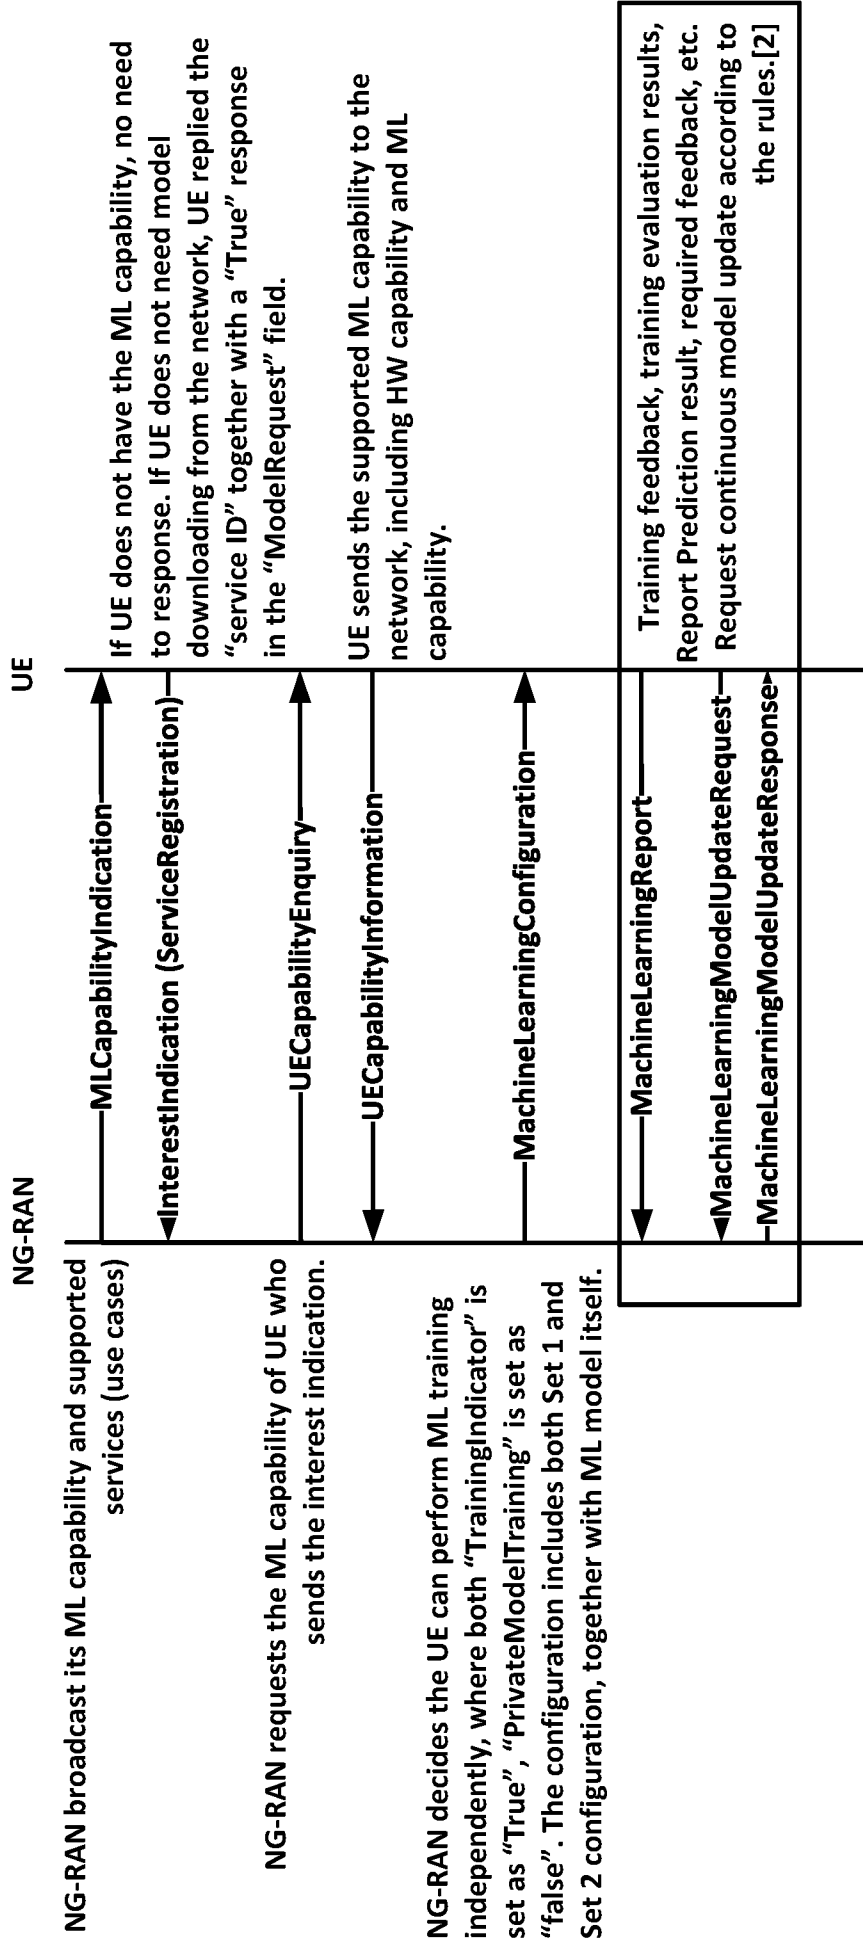 NG-RAN
UE
NG-RAN broadcast its ML capability and supported
services (use cases)
MLCapabilityIndication
If UE does not have the ML capability, no need
to response. If UE does not need model
downloading from the network, UE replied the
“service ID” together with a “True” response
in the “ModelRequest” field.
InterestIndication (ServiceRegistration)
NG-RAN requests the ML capability of UE who
sends the interest indication.
UECapabilityEnquiry
UECapabilityInformation
UE sends the supported ML capability to the
network, including HW capability and ML
capability.
NG-RAN decides the UE can perform ML training
independently, where both “TrainingIndicator” is
set as “True”, “PrivateModelTraining” is set as
“false”. The configuration includes both Set 1 and
Set 2 configuration, together with ML model itself.
MachineLearningConfiguration
MachineLearningReport
Training feedback, training evaluation results,
Report Prediction result, required feedback, etc.
Request continuous model update according to
the rules.[2]
MachineLearningModelUpdateRequest
MachineLearningModelUpdateResponse